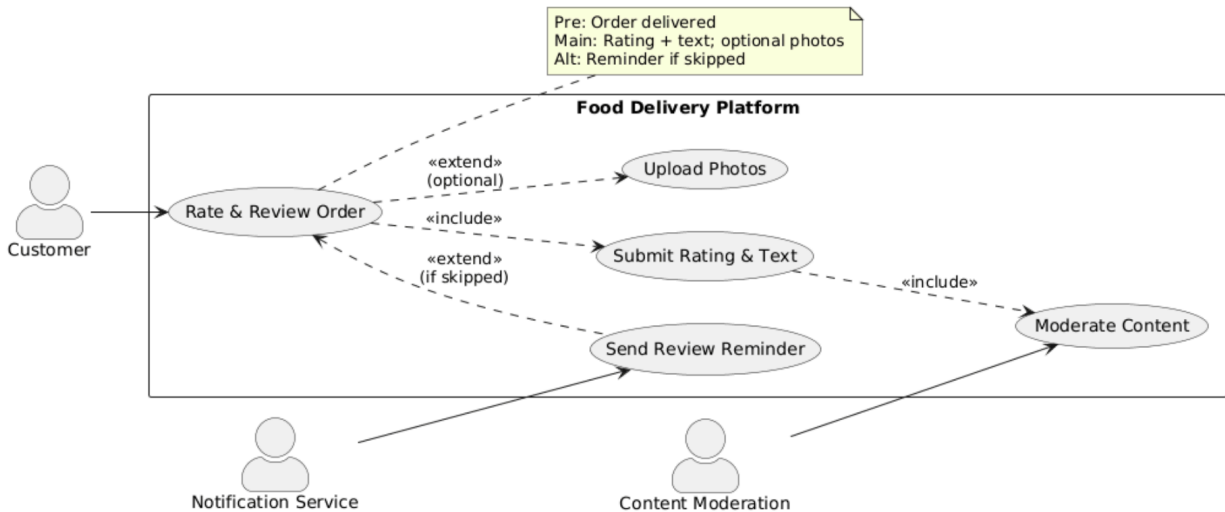 Pre: Order delivered
Main: Rating + text; optional photos
Alt: Reminder if skipped
Food Delivery Platform
Customer
Rate & Review Order
«extend»
(optional)
Upload Photos
«include»
Submit Rating & Text
«extend»
(if skipped)
Send Review Reminder
«include»
Moderate Content
Notification Service
Content Moderation